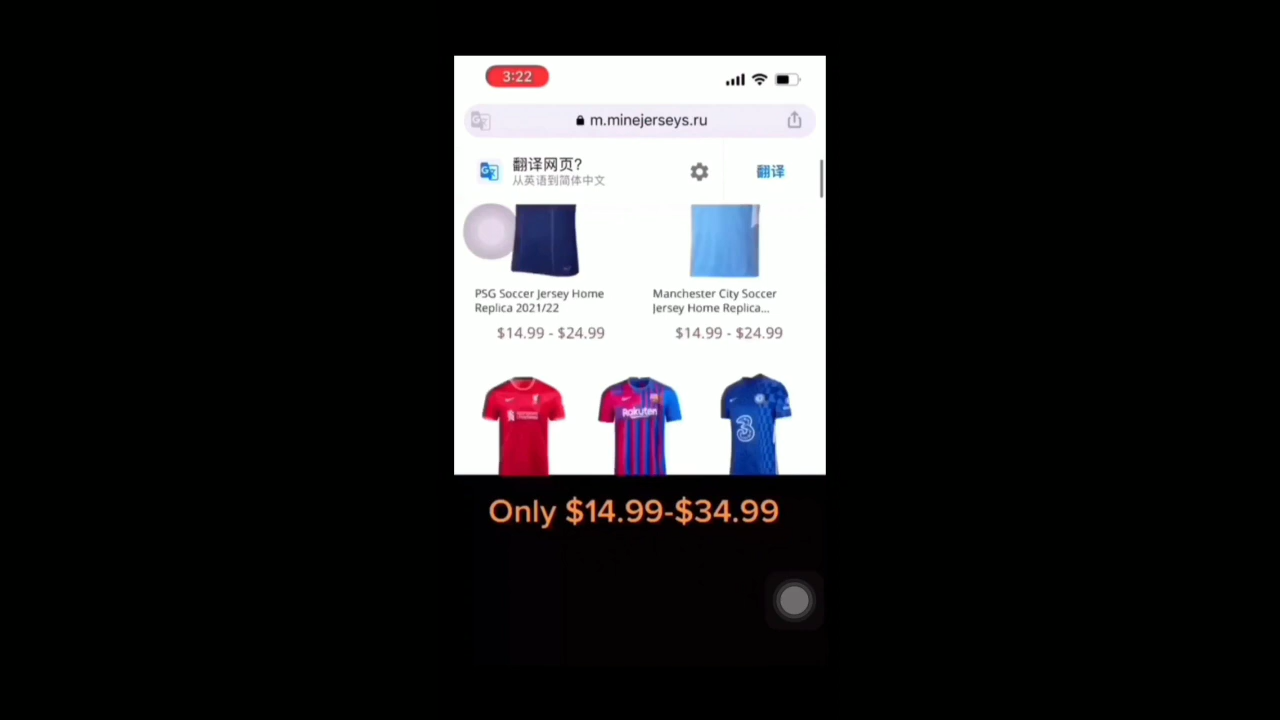 3:22
m.minejerseys.ru
翻译网页?
从英语到简体中文
翻译
PSG Soccer Jersey Home
Replica 2021/22
$14.99 - $24.99
Manchester City Soccer
Jersey Home Replica...
$14.99 - $24.99
Rakuten
3
Only $14.99-$34.99